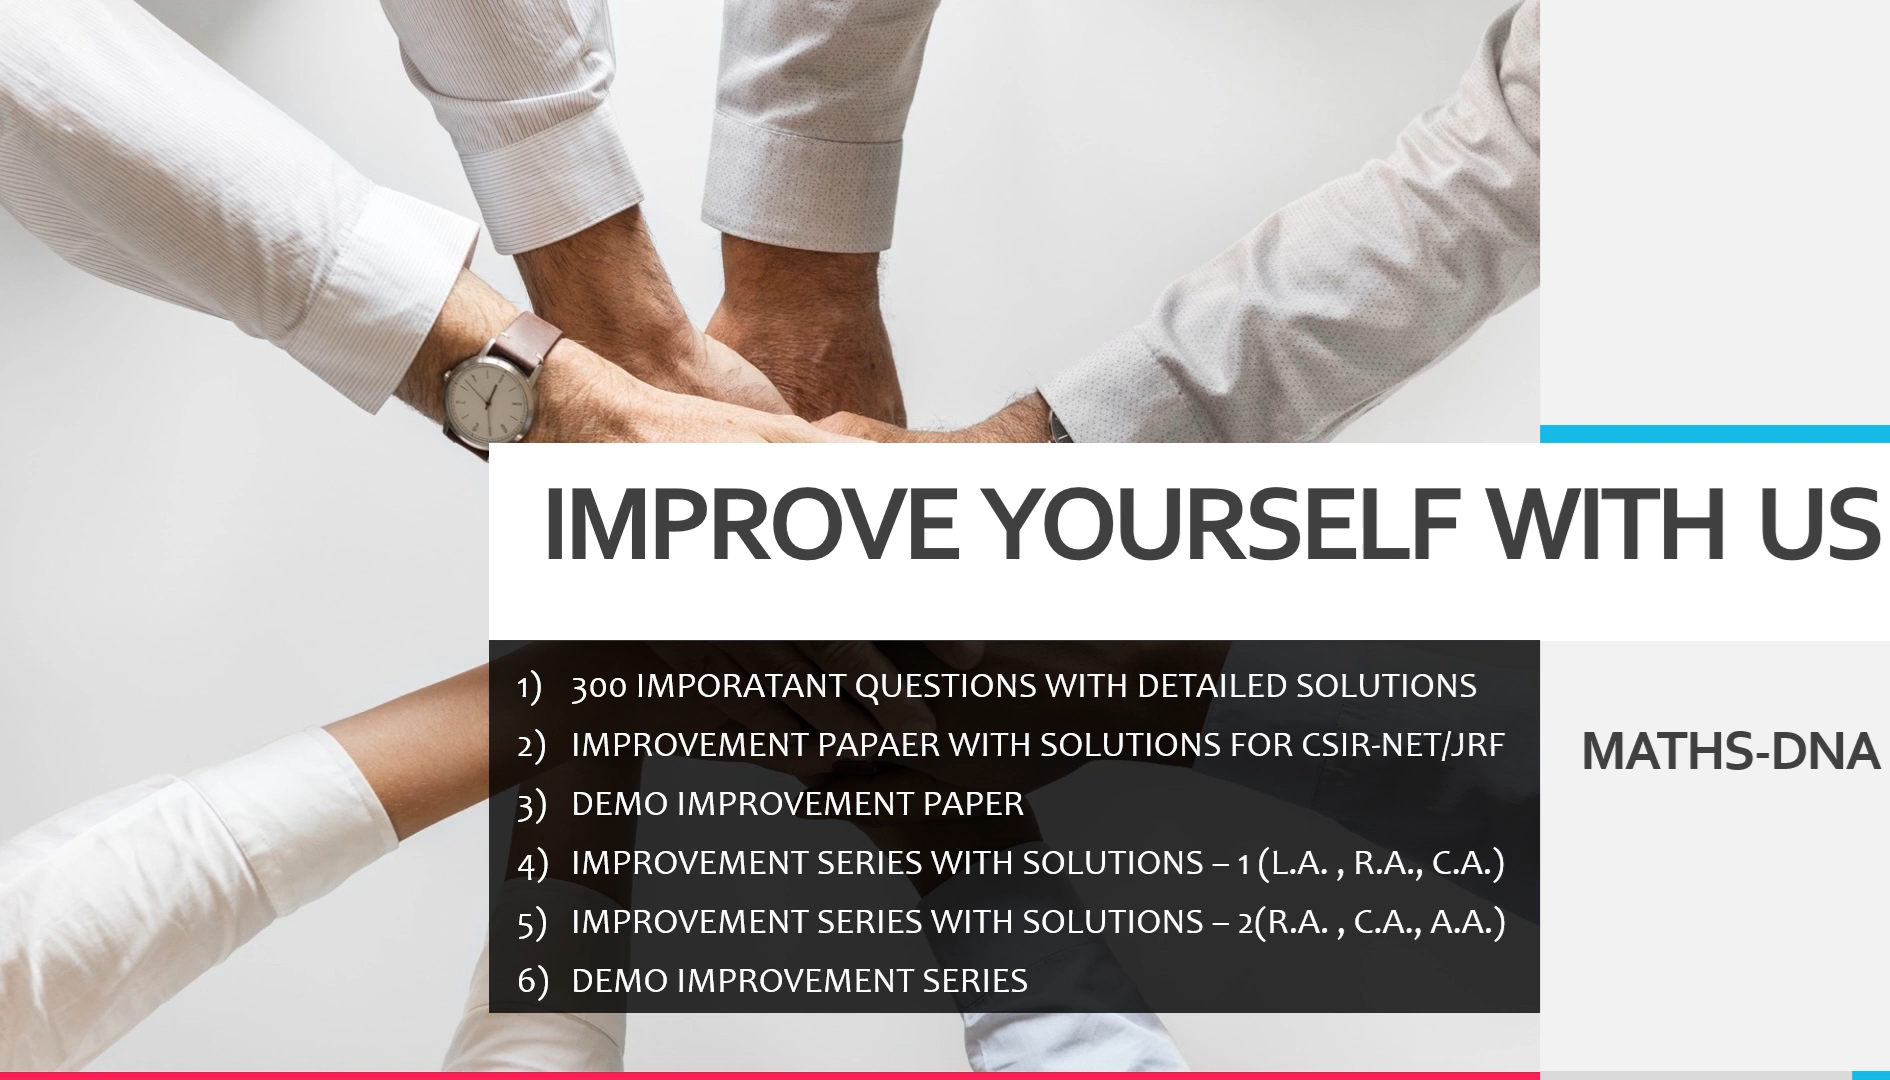 IMPROVE YOURSELF WITH US
1) 300 IMPORATANT QUESTIONS WITH DETAILED SOLUTIONS
2) IMPROVEMENT PAPAER WITH SOLUTIONS FOR CSIR-NET/JRF
3) DEMO IMPROVEMENT PAPER
4) IMPROVEMENT SERIES WITH SOLUTIONS – 1 (L.A. , R.A., C.A.)
5) IMPROVEMENT SERIES WITH SOLUTIONS – 2(R.A. , C.A., A.A.)
6) DEMO IMPROVEMENT SERIES
MATHS-DNA